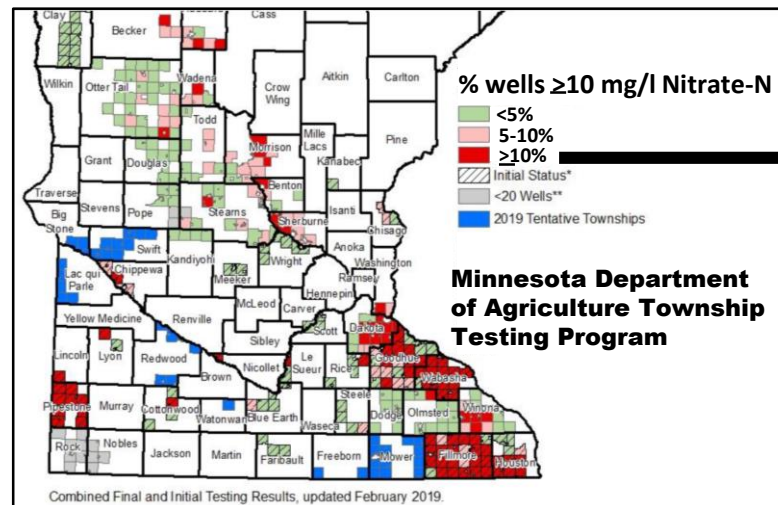 Clay
Becker
Cass
Wilkin
Otter Tail
Wadena
Crow
Wing
Aitkin
Carlton
Todd
Mille
Lacs
Pine
Grant
Douglas
Morrison
Kanabec
Traverse
Stevens
Pope
Stearns
Benton
Isanti
Big
Stone
Sherburne
Chisago
Swift
Kandiyohi
Wright
Anoka
Washington
Lac qui
Parle
Chippewa
Meeker
Hennepin
Ramsey
Yellow Medicine
Renville
McLeod
Carver
Scott
Dakota
Lincoln
Lyon
Redwood
Sibley
Nicollet
Le
Sueur
Rice
Goodhue
Wabasha
Brown
Pipestone
Murray
Cottonwood
Watonwan
Blue Earth
Waseca
Steele
Dodge
Olmsted
Winona
Rock
Nobles
Jackson
Martin
Faribault
Freeborn
Mower
Fillmore
Houston
% wells ≥10 mg/l Nitrate-N
<5%
5-10%
≥10%
Initial Status*
<20 Wells**
2019 Tentative Townships
Minnesota Department
of Agriculture Township
Testing Program
Combined Final and Initial Testing Results, updated February 2019.